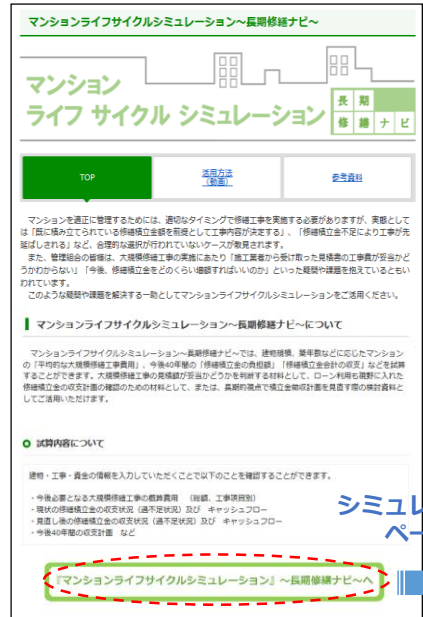 マンションライフサイクルシミュレーション～長期修繕ナビ～
マンション
ライフ サイクル シミュレーション
長期
修繕ナビ
TOP
活用方法
（動画）
参考資料
マンションを適正に管理するためには、適切なタイミングで修繕工事を実施する必要がありますが、実態として
は「既に積み立てられている修繕積立金を前提として工事内容が決定する」、「修繕積立金不足により工事が先
延ばしされる」など、合理的な選択が行われていないケースが散見されます。
また、管理組合の皆様は、大規模修繕工事の実施にあたり「施工業者から受け取った見積書の工事費が妥当かど
うかわからない」「今後、修繕積立金をどのくらい増額すればいいのか」といった疑問や課題を抱えているともい
われています。
このような疑問や課題を解決する一助としてマンションライフサイクルシミュレーションをご活用ください。
マンションライフサイクルシミュレーション～長期修繕ナビ～について
マンションライフサイクルシミュレーション～長期修繕ナビ～では、建物規模、築年数などに応じたマンション
の「平均的な大規模修繕工事費用」、今後40年間の「修繕積立金の負担額」「修繕積立金会計の収支」などを試算
することができます。大規模修繕工事の見積額が妥当かどうかを判断する材料として、ローン利用も視野に入れた
修繕積立金の収支計画の確認のための材料として、または、長期的視点で積立金収支計画を見直す際の検討資料と
してご活用いただけます。
試算内容について
建物・工事・資金の情報を入力していただくことで以下のことを確認することができます。
・今後必要となる大規模修繕工事の概算費用 （総額、工事項目別）
・現状の修繕積立金の収支状況（過不足状況）及び キャッシュフロー
・見直し後の修繕積立金の収支状況（過不足状況）及び キャッシュフロー
・今後40年間の収支計画 など
シミュレ
ペー
『マンションライフサイクルシミュレーション』～長期修繕ナビ～へ